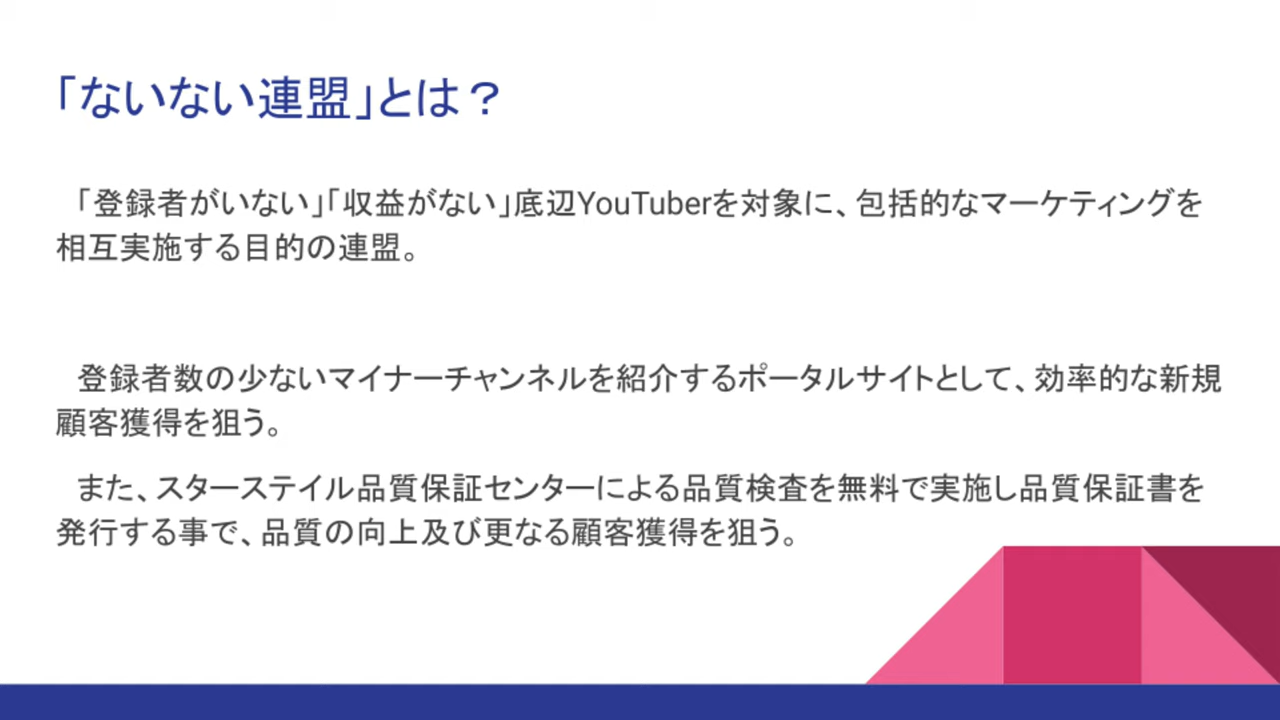 「ないない連盟」とは？
「登録者がいない」「収益がない」底辺YouTuberを対象に、包括的なマーケティングを
相互実施する目的の連盟。
登録者数の少ないマイナーチャンネルを紹介するポータルサイトとして、効率的な新規
顧客獲得を狙う。
また、スターステイル品質保証センターによる品質検査を無料で実施し品質保証書を
発行する事で、品質の向上及び更なる顧客獲得を狙う。